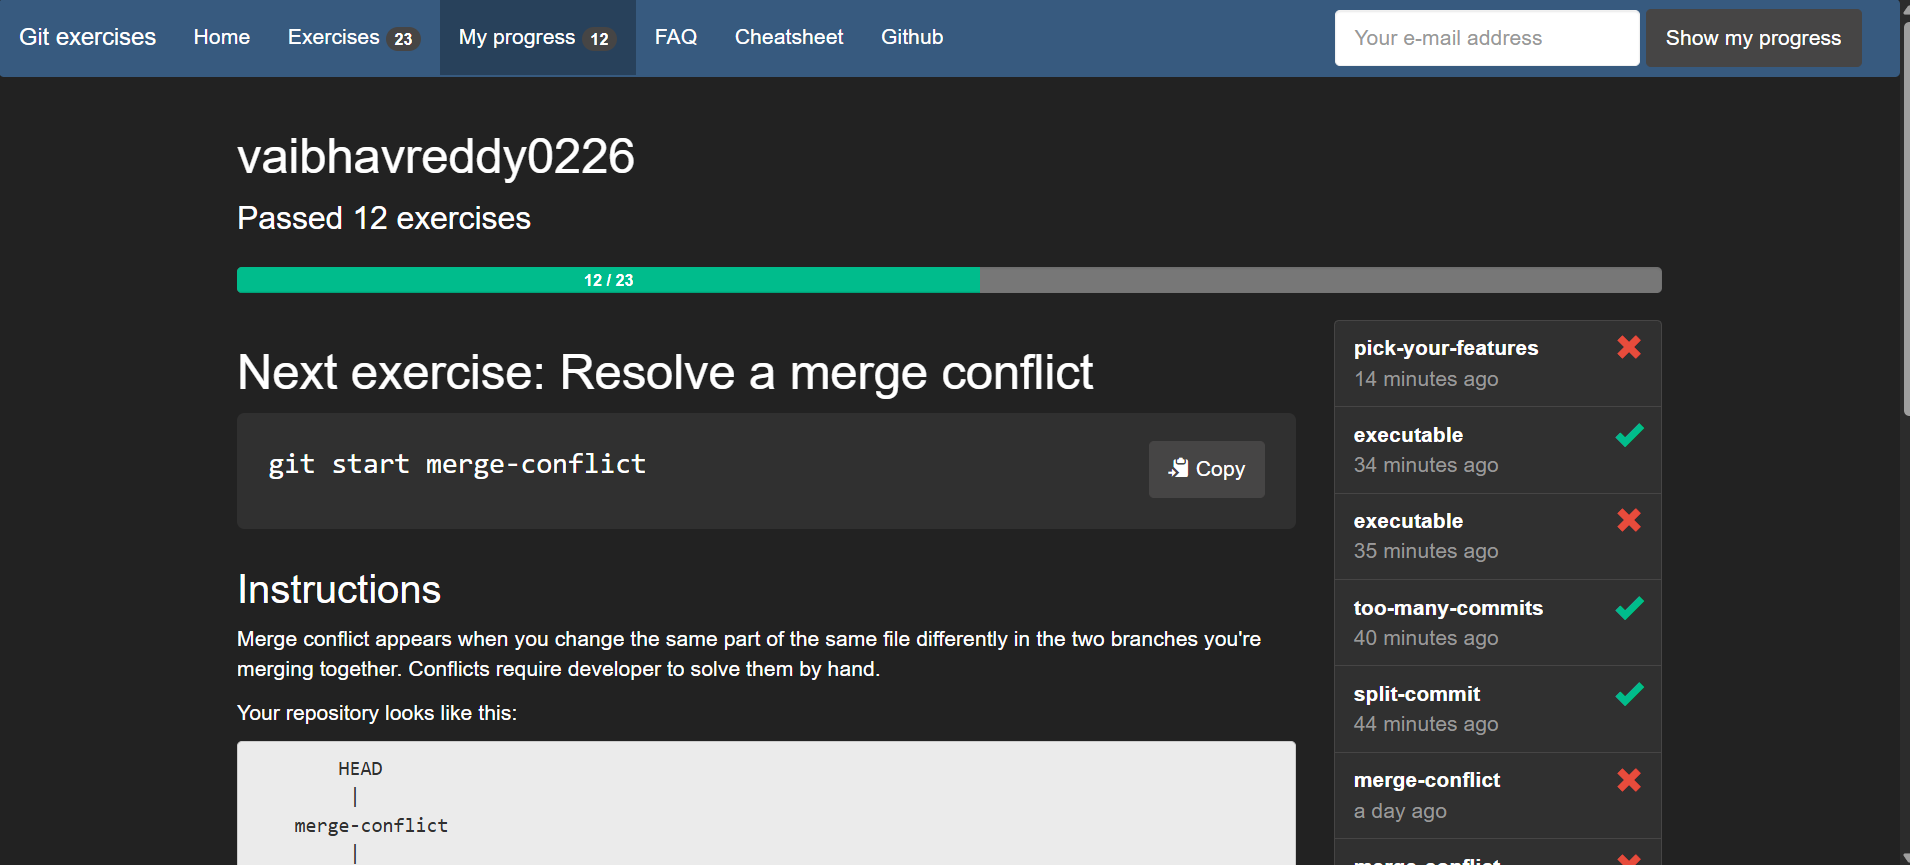 Git exercises Home Exercises 23 My progress 12 FAQ Cheatsheet Github Your e-mail address Show my progress
vaibhavreddy0226
Passed 12 exercises
12 / 23
Next exercise: Resolve a merge conflict
git start merge-conflict
Copy
Instructions
Merge conflict appears when you change the same part of the same file differently in the two branches you're
merging together. Conflicts require developer to solve them by hand.
Your repository looks like this:
HEAD
|
merge-conflict
|
pick-your-features
14 minutes ago
executable
34 minutes ago
executable
35 minutes ago
too-many-commits
40 minutes ago
split-commit
44 minutes ago
merge-conflict
a day ago
merge-conflict